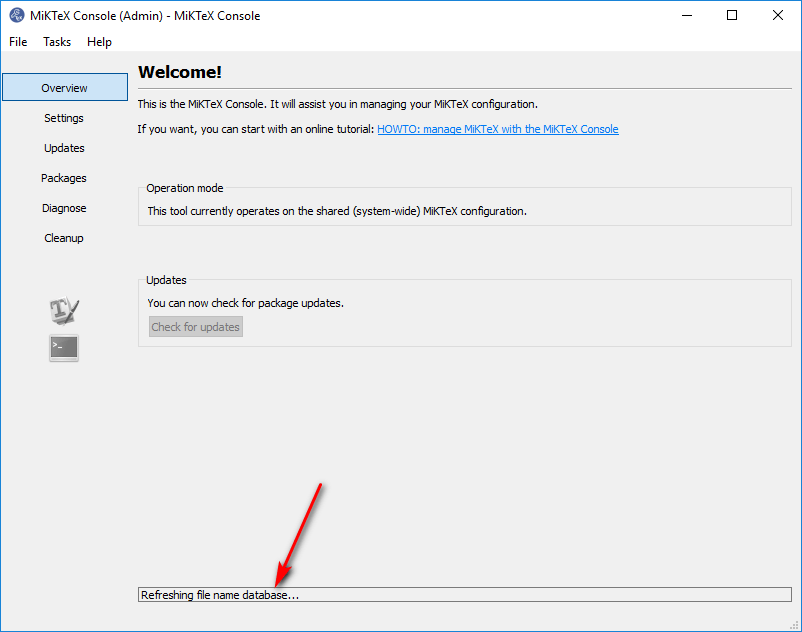 MiKTeX Console (Admin) - MiKTeX Console
File Tasks Help
Overview
Settings
Updates
Packages
Diagnose
Cleanup
Welcome!
This is the MiKTeX Console. It will assist you in managing your MiKTeX configuration.
If you want, you can start with an online tutorial: HOWTO: manage MiKTeX with the MiKTeX Console
Operation mode
This tool currently operates on the shared (system-wide) MiKTeX configuration.
Updates
You can now check for package updates.
Check for updates
Refreshing file name database...